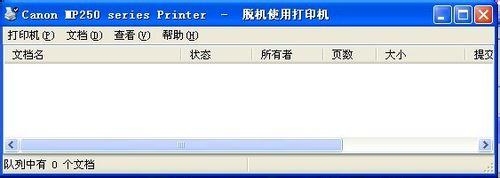 Canon MP250 series Printer － 脱机使用打印机
打印机(P) 文档(D) 查看(V) 帮助(H)
文档名 状态 所有者 页数 大小 提交
队列中有 0 个文档